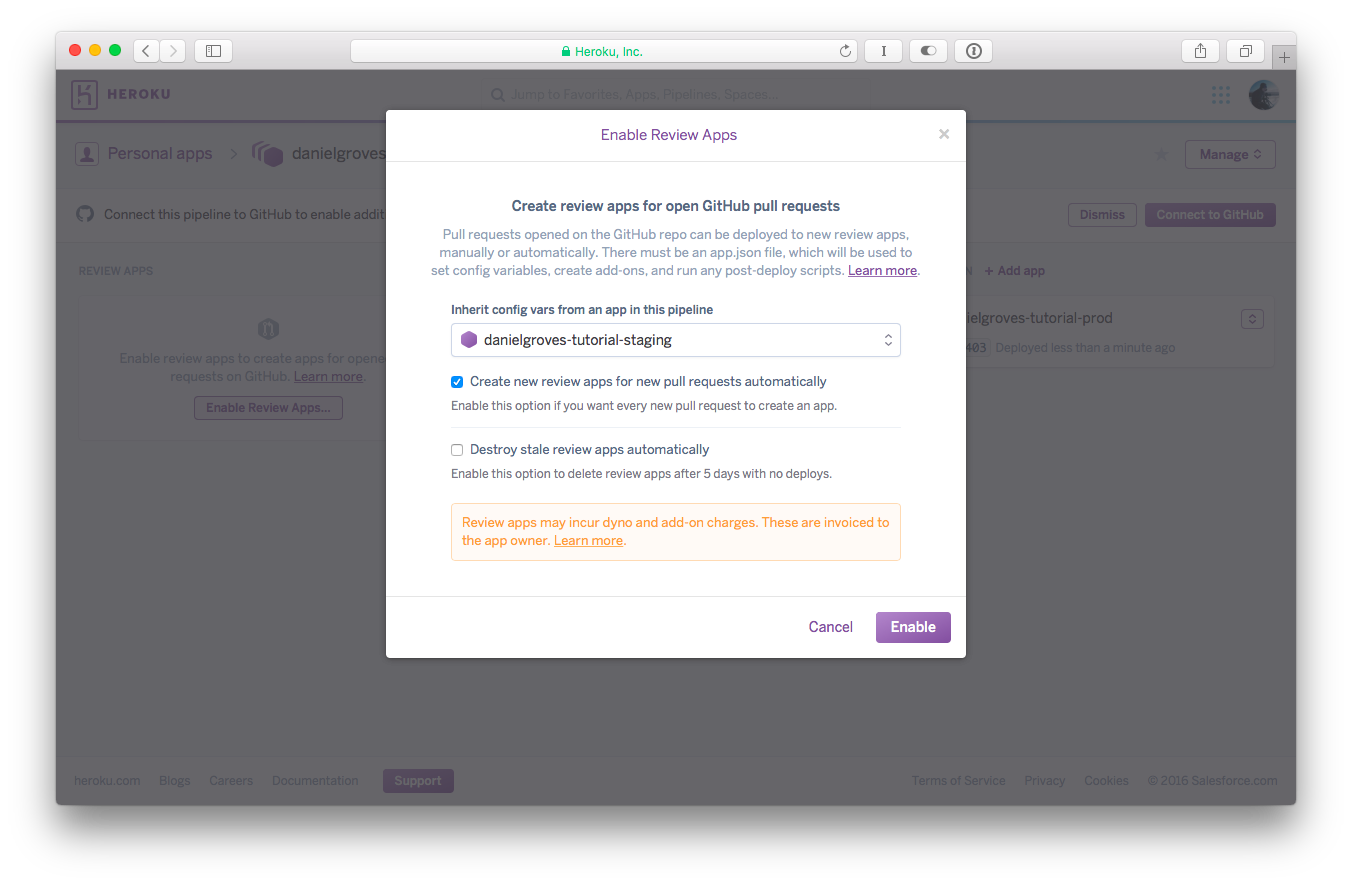 Heroku, Inc.
HEROKU
Jump to Favorites, Apps, Pipelines, Spaces...
Personal apps
danielgroves
Manage
Connect this pipeline to GitHub to enable addit
Dismiss
Connect to GitHub
REVIEW APPS
N
+ Add app
Enable review apps to create apps for opene
requests on GitHub. Learn more.
Enable Review Apps...
ielgroves-tutorial-prod
403 Deployed less than a minute ago
Enable Review Apps
Create review apps for open GitHub pull requests
Pull requests opened on the GitHub repo can be deployed to new review apps,
manually or automatically. There must be an app.json file, which will be used to
set config variables, create add-ons, and run any post-deploy scripts. Learn more.
Inherit config vars from an app in this pipeline
danielgroves-tutorial-staging
Create new review apps for new pull requests automatically
Enable this option if you want every new pull request to create an app.
Destroy stale review apps automatically
Enable this option to delete review apps after 5 days with no deploys.
Review apps may incur dyno and add-on charges. These are invoiced to
the app owner. Learn more.
Cancel
Enable
heroku.com
Blogs
Careers
Documentation
Support
Terms of Service
Privacy
Cookies
© 2016 Salesforce.com